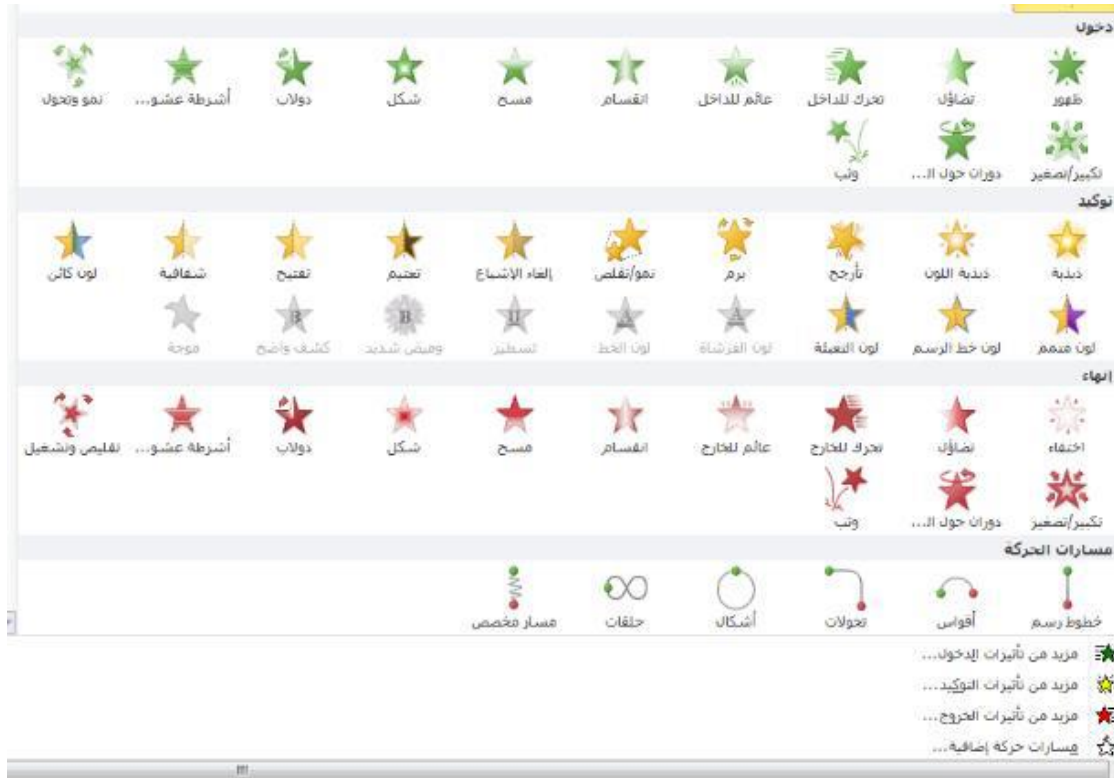 دخول
ظهور تضاؤل تحرك للداخل عائم للداخل انقسام مسح شكل دولاب أشرطة عشو... نمو وتحول
تكبير/تصغير دوران حول ال... وثب
توكيد
ذبذبة ذبذبة اللون تأرجح برم نمو/تقلص إلغاء الإشباع تعتيم تفتيح شفافية لون كائن
لون متمم لون خط الرسم لون التعبئة لون الفرشاة لون الخط تسطير وميض شديد كشف واضح موجة
إنهاء
اختفاء تضاؤل تحرك للخارج عائم للخارج انقسام مسح شكل دولاب أشرطة عشو... تقليص وتشغيل
تكبير/تصغير دوران حول ال... وثب
مسارات الحركة
خطوط رسم أقواس تحولات أشكال حلقات مسار مخصص
مزيد من تأثيرات الدخول...
مزيد من تأثيرات التوكيد...
مزيد من تأثيرات الخروج...
مسارات حركة إضافية...